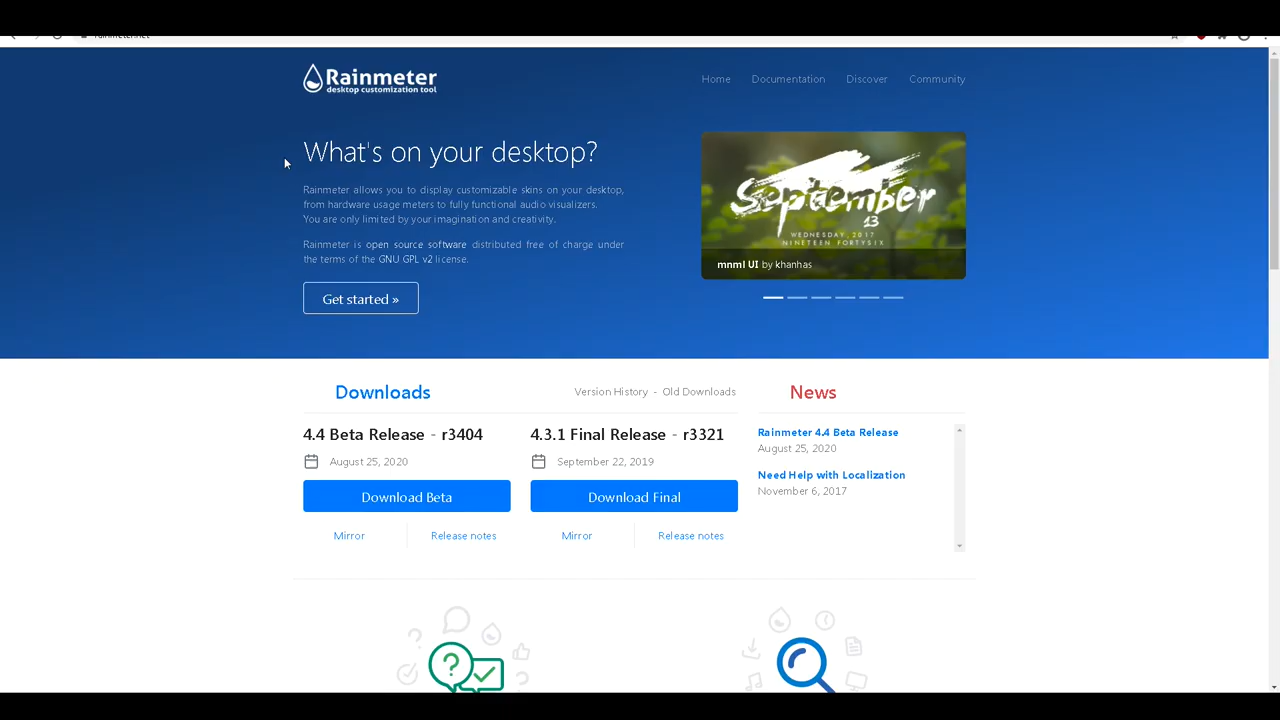 rainmeter.net
Rainmeter
desktop customization tool
Home Documentation Discover Community
What's on your desktop?
Rainmeter allows you to display customizable skins on your desktop,
from hardware usage meters to fully functional audio visualizers.
You are only limited by your imagination and creativity.
Rainmeter is open source software distributed free of charge under
the terms of the GNU GPL v2 license.
Get started »
September
13
WEDNESDAY, 2017
NINETEEN FORTYSIX
mnml UI by khanhas
Downloads
Version History - Old Downloads
4.4 Beta Release - r3404
August 25, 2020
Download Beta
Mirror Release notes
4.3.1 Final Release - r3321
September 22, 2019
Download Final
Mirror Release notes
News
Rainmeter 4.4 Beta Release
August 25, 2020
Need Help with Localization
November 6, 2017